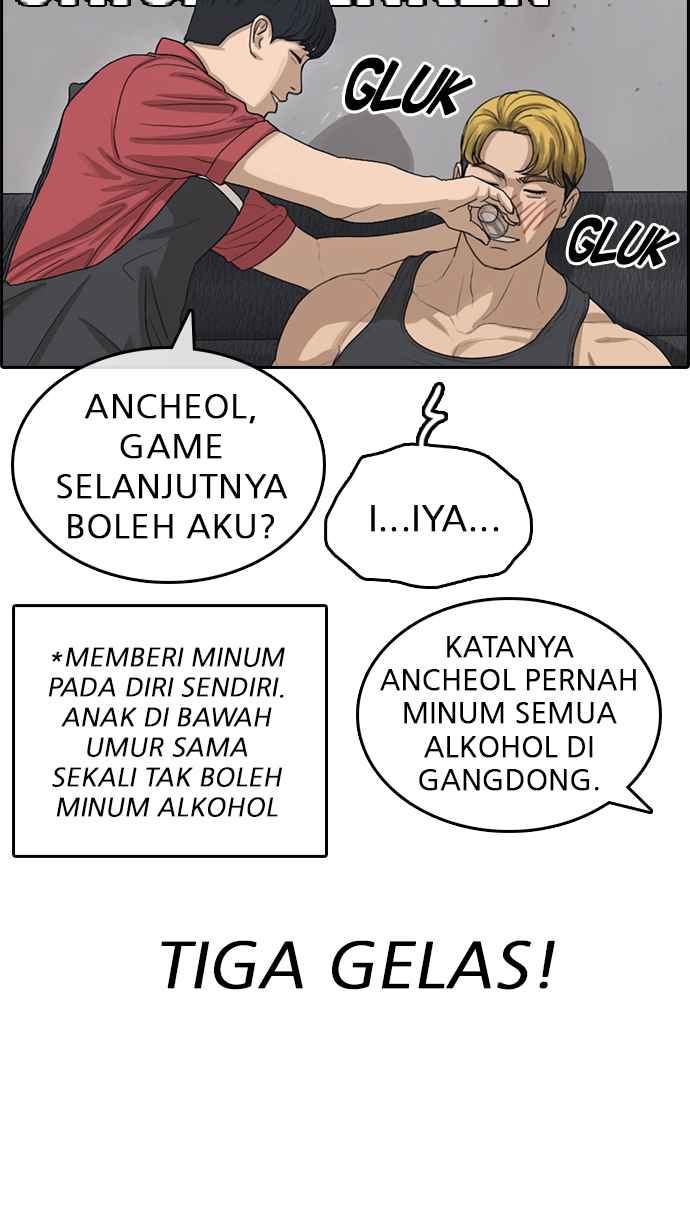 GLUK
GLUK
ANCHEOL,
GAME
SELANJUTNYA
BOLEH AKU?
I...IYA...
*MEMBERI MINUM
PADA DIRI SENDIRI.
ANAK DI BAWAH
UMUR SAMA
SEKALI TAK BOLEH
MINUM ALKOHOL
KATANYA
ANCHEOL PERNAH
MINUM SEMUA
ALKOHOL DI
GANGDONG.
TIGA GELAS!